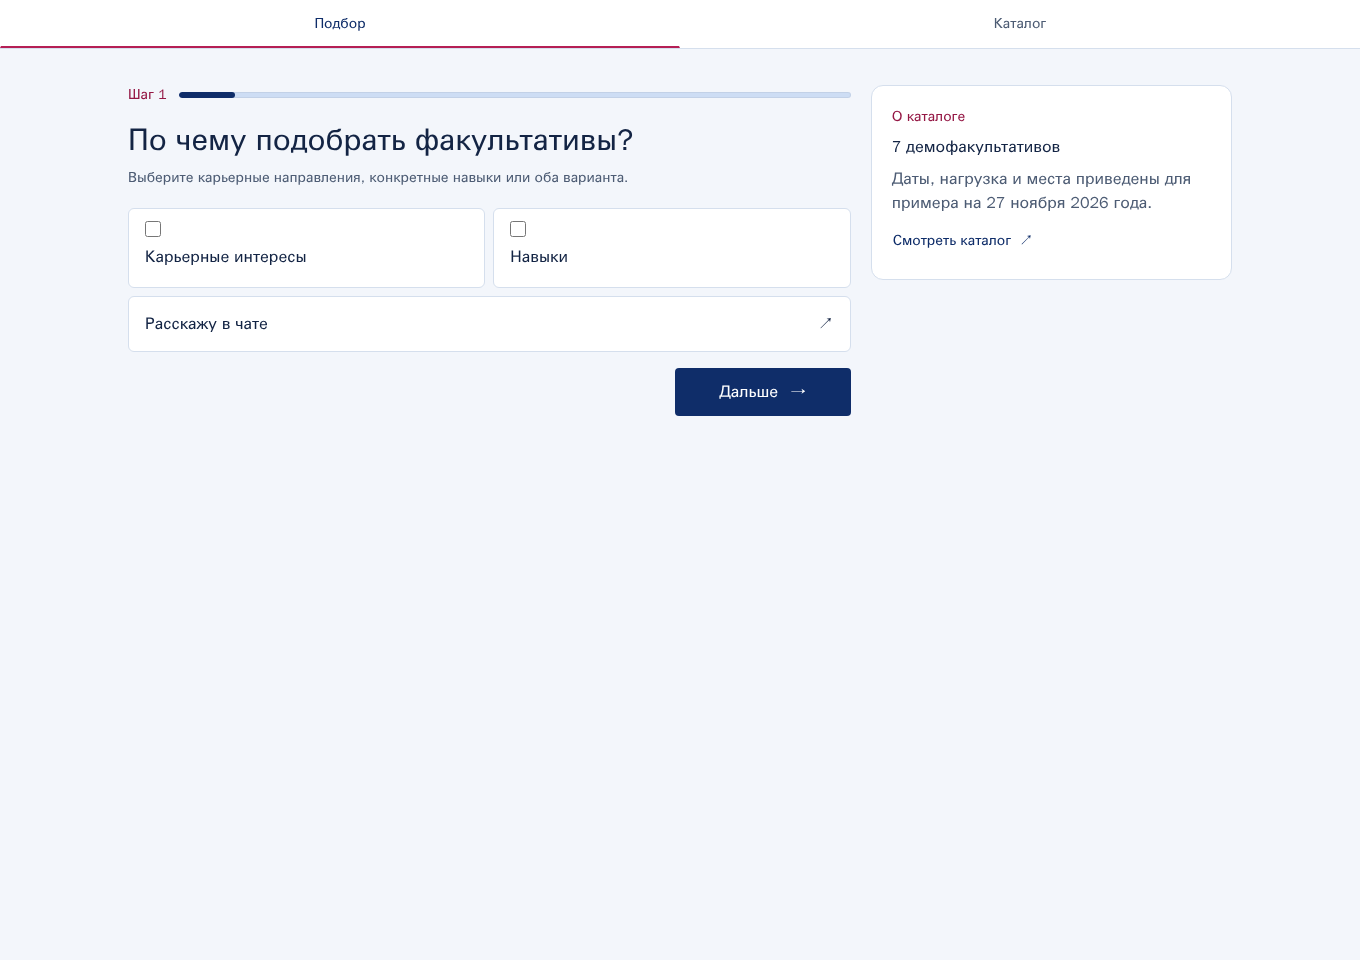 Подбор
Каталог
Шаг 1
По чему подобрать факультативы?
Выберите карьерные направления, конкретные навыки или оба варианта.
Карьерные интересы
Навыки
Расскажу в чате ↗
Дальше →
О каталоге
7 демофакультативов
Даты, нагрузка и места приведены для
примера на 27 ноября 2026 года.
Смотреть каталог ↗